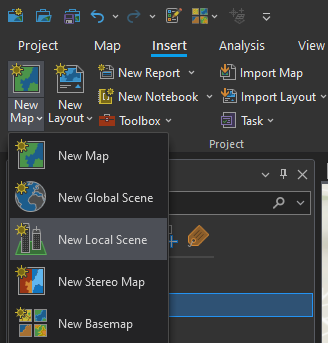 Project Map Insert Analysis
New Map
New Layout
New Report
New Notebook
Toolbox
Import Map
Import Layout
Task
Project
New Map
New Global Scene
New Local Scene
New Stereo Map
New Basemap